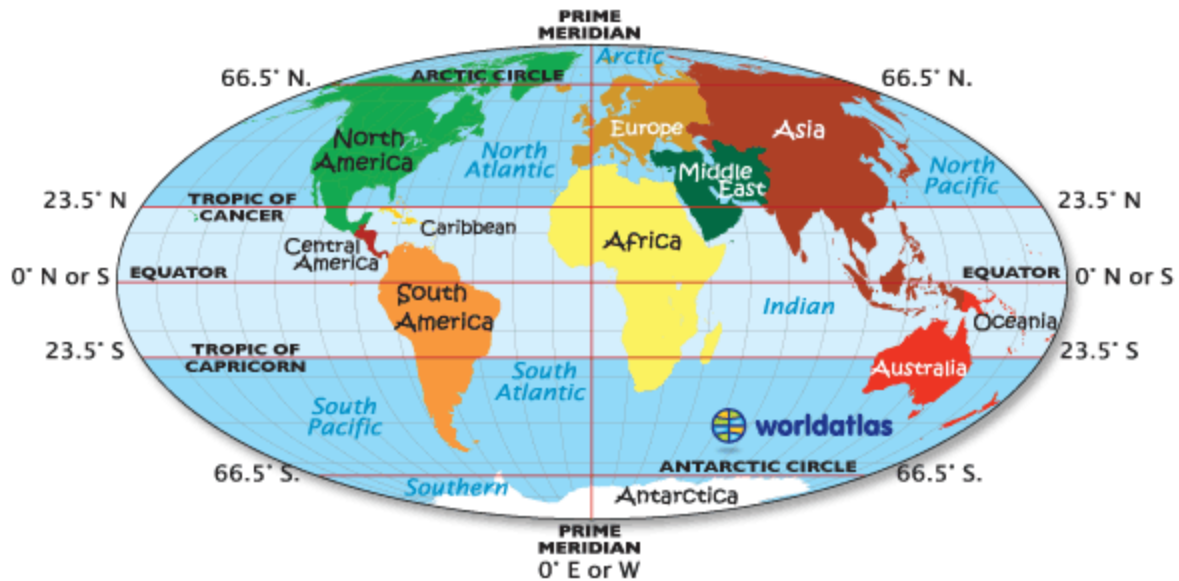 PRIME
MERIDIAN
Arctic
66.5° N.
ARCTIC CIRCLE
66.5° N.
North
America
Europe
Asia
North
Atlantic
Middle
East
North
Pacific
23.5° N
TROPIC OF
CANCER
23.5° N
Caribbean
Africa
Central
America
0° N or S
EQUATOR
EQUATOR
0° N or S
South
America
Indian
Oceania
23.5° S
TROPIC OF
CAPRICORN
23.5° S
Australia
South
Atlantic
South
Pacific
worldatlas
66.5° S.
ANTARCTIC CIRCLE
66.5° S.
Southern
Antarctica
PRIME
MERIDIAN
0° E or W